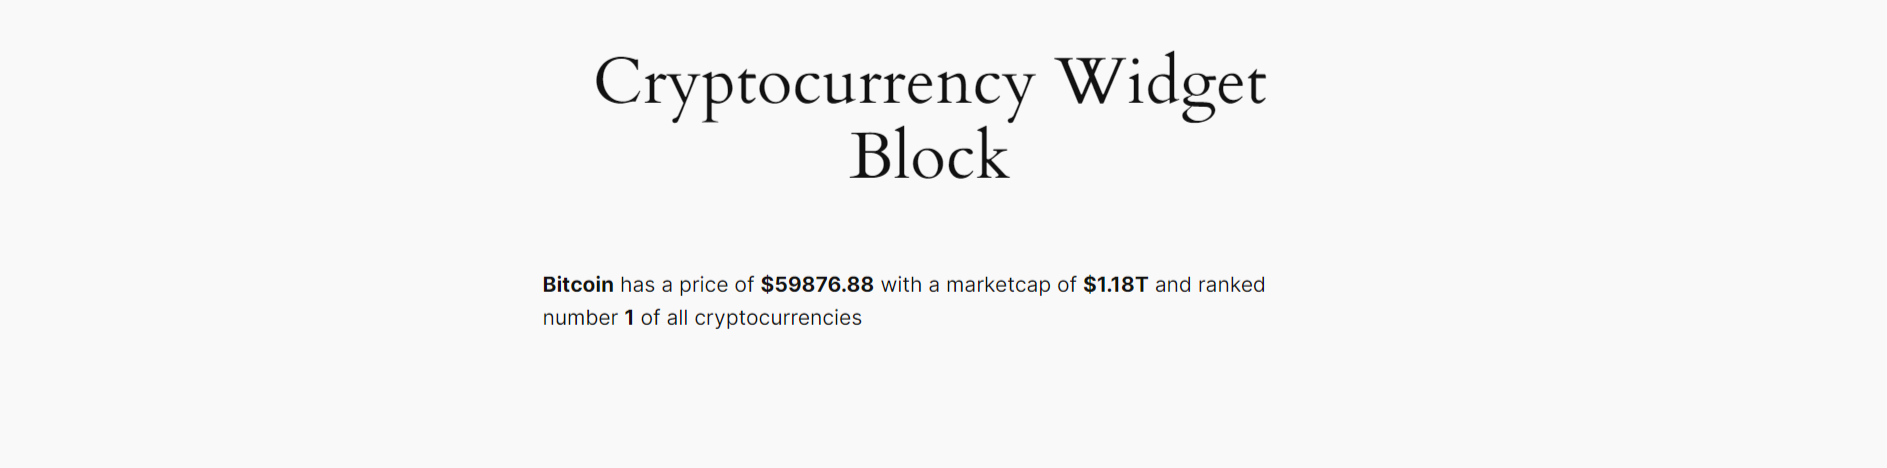 Cryptocurrency Widget
Block
Bitcoin has a price of $59876.88 with a marketcap of $1.18T and ranked
number 1 of all cryptocurrencies